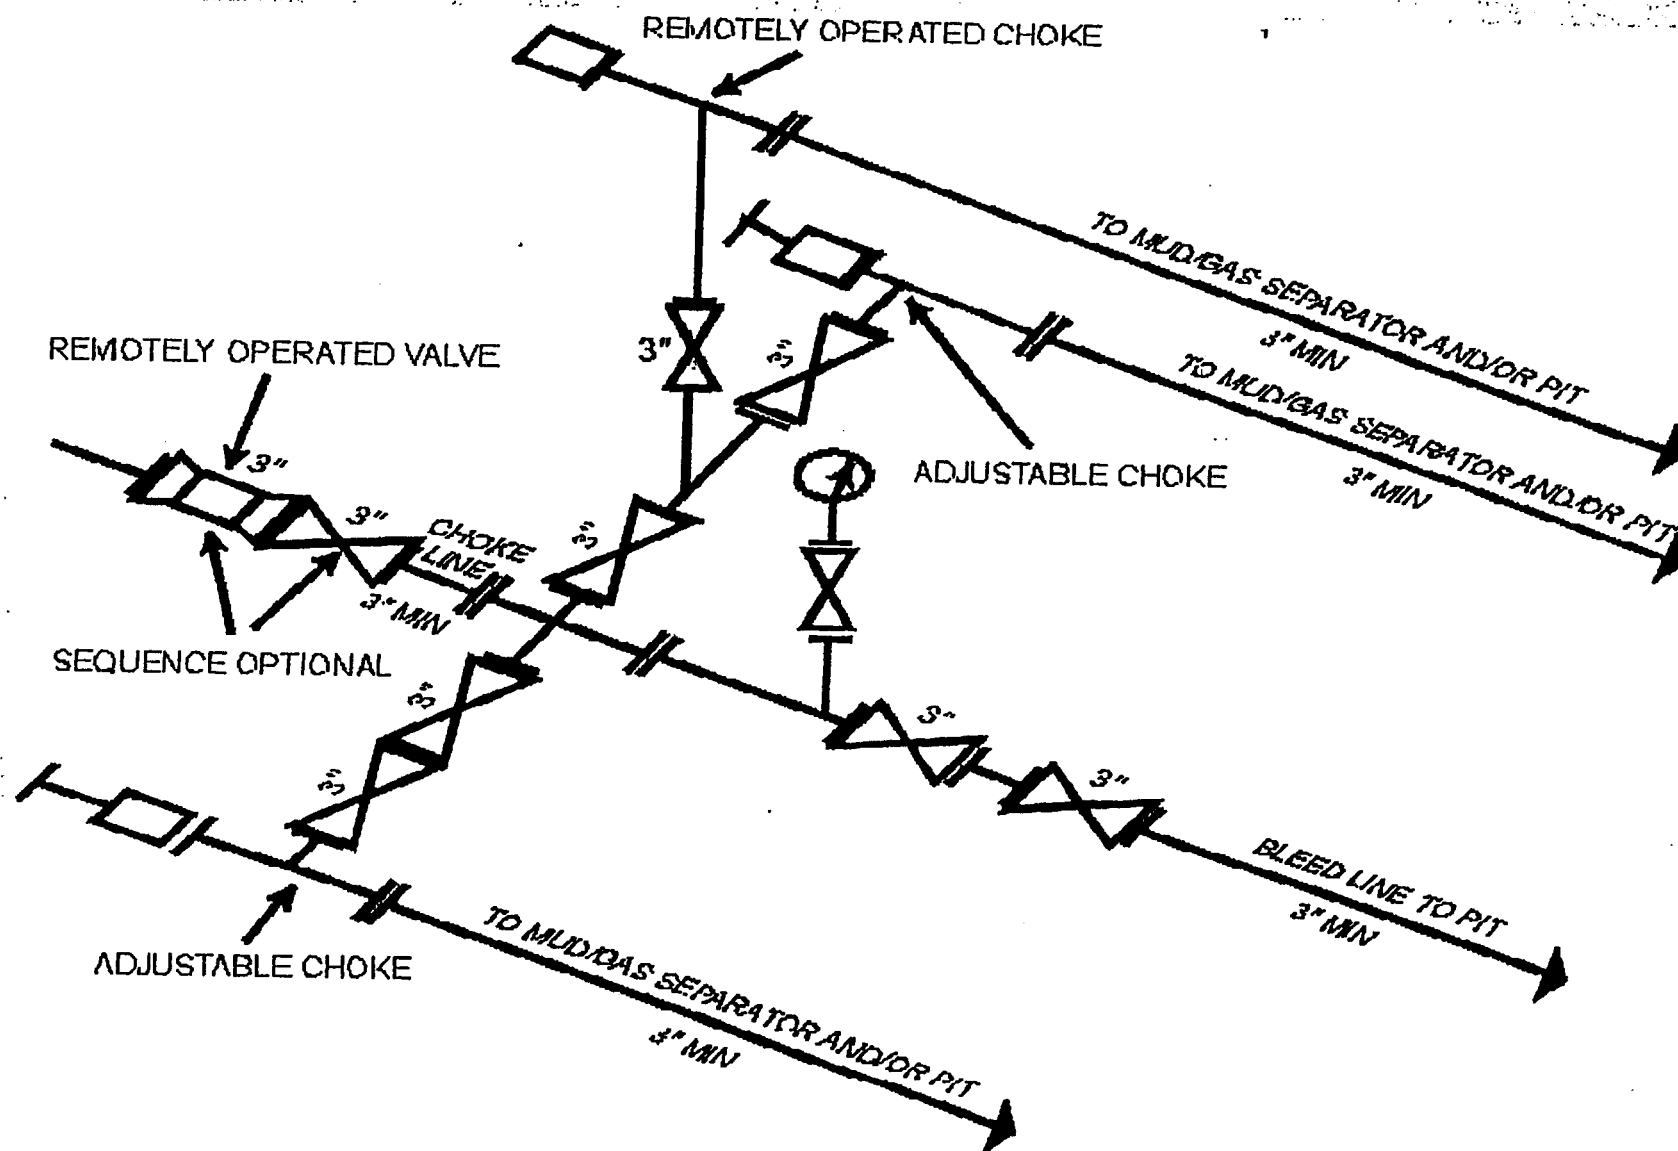 REMOTELY OPERATED CHOKE
TO MUD/GAS SEPARATOR AND/OR PIT
3" MIN
TO MUD/GAS SEPARATOR AND/OR PIT
3" MIN
3"
3"
REMOTELY OPERATED VALVE
ADJUSTABLE CHOKE
3"
3"
CHOKE
LINE
3" MIN
3"
SEQUENCE OPTIONAL
3"
3"
3"
3"
BLEED LINE TO PIT
3" MIN
ADJUSTABLE CHOKE
TO MUD/GAS SEPARATOR AND/OR PIT
3" MIN